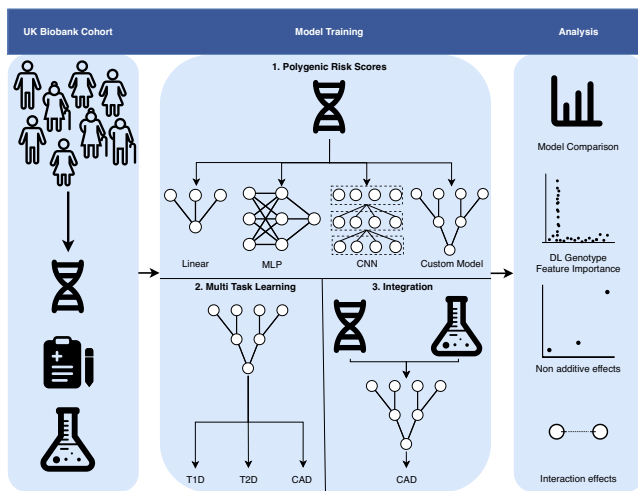 UK Biobank Cohort
Model Training
Analysis
1. Polygenic Risk Scores
Linear
MLP
CNN
Custom Model
2. Multi Task Learning
T1D
T2D
CAD
3. Integration
CAD
Model Comparison
DL Genotype
Feature Importance
Non additive effects
Interaction effects